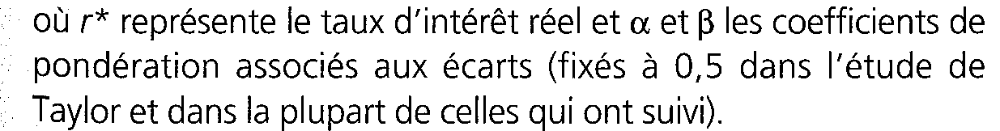 où r* représente le taux d'intérêt réel et α et β les coefficients de
pondération associés aux écarts (fixés à 0,5 dans l'étude de
Taylor et dans la plupart de celles qui ont suivi).